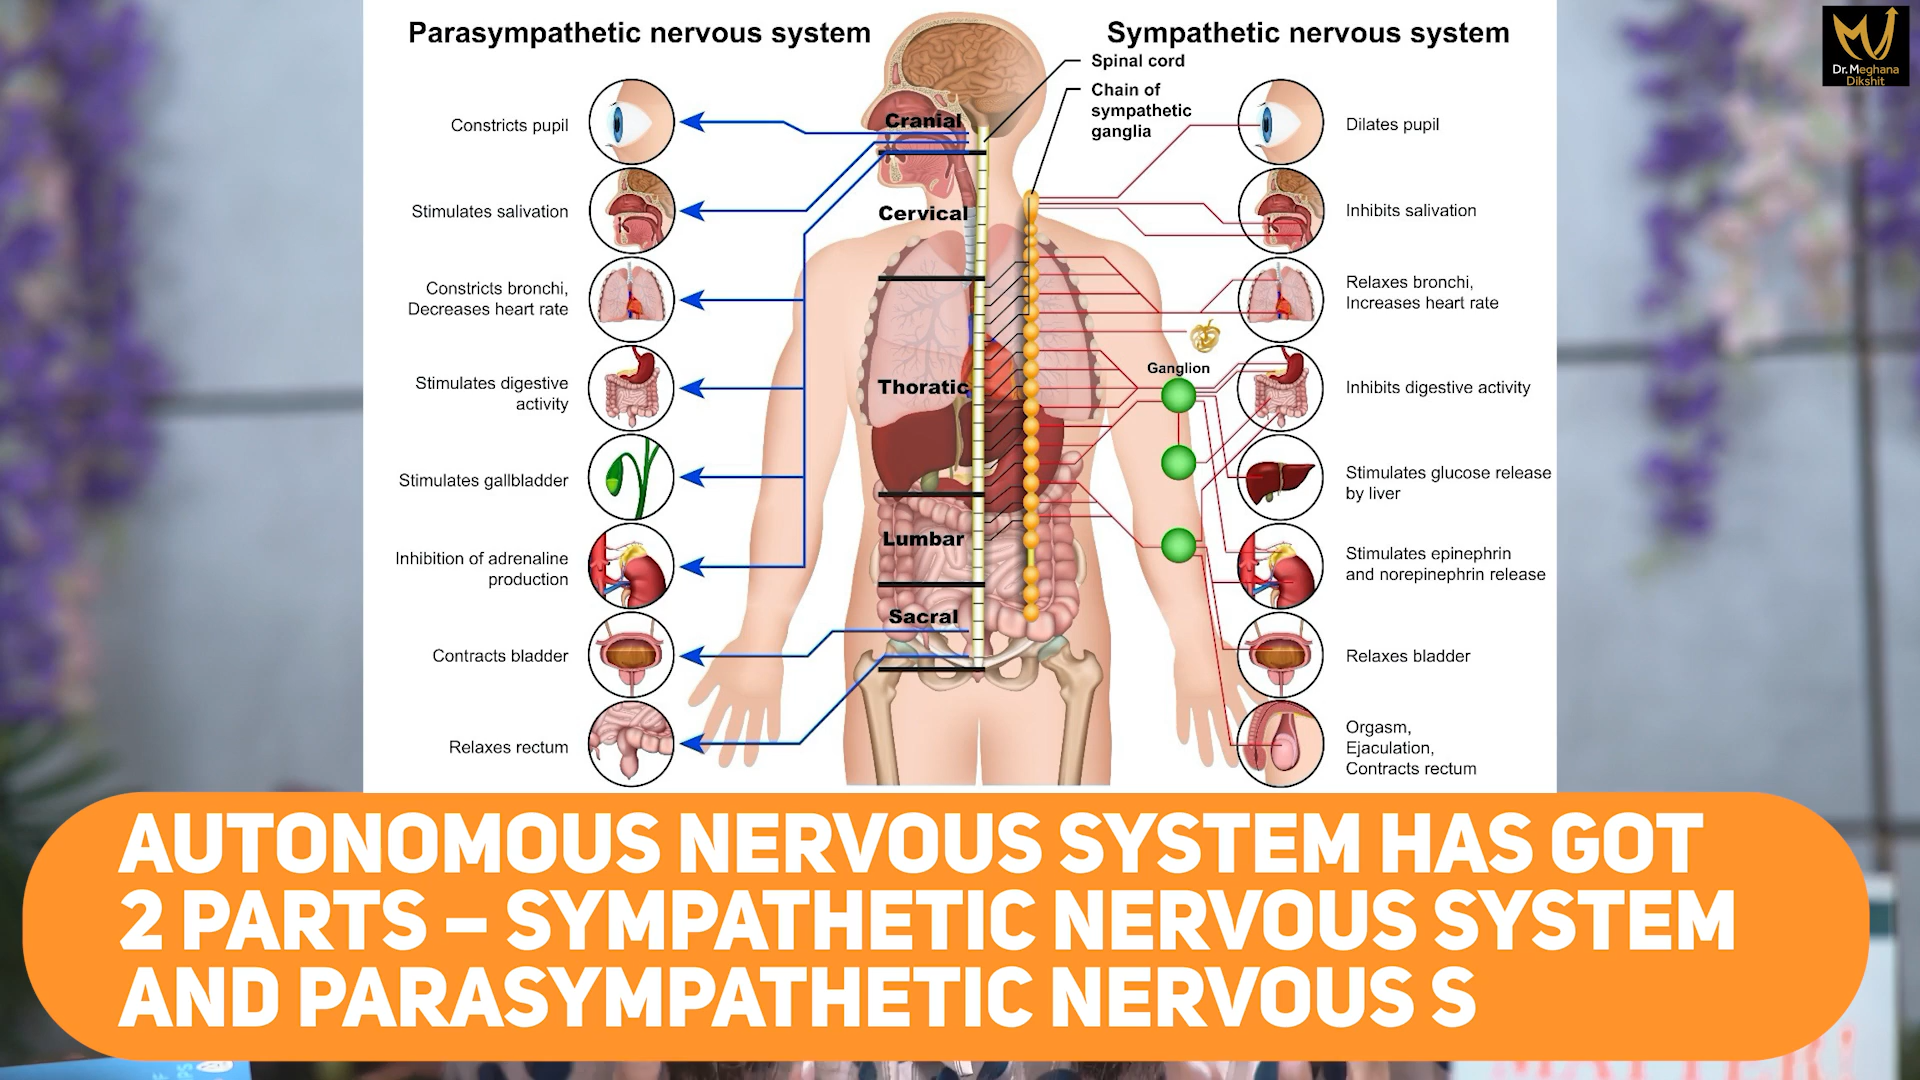 Parasympathetic nervous system
Sympathetic nervous system
Spinal cord
Chain of
sympathetic
ganglia
Cranial
Cervical
Thoratic
Lumbar
Sacral
Constricts pupil
Stimulates salivation
Constricts bronchi,
Decreases heart rate
Stimulates digestive
activity
Stimulates gallbladder
Inhibition of adrenaline
production
Contracts bladder
Relaxes rectum
Ganglion
Dilates pupil
Inhibits salivation
Relaxes bronchi,
Increases heart rate
Inhibits digestive activity
Stimulates glucose release
by liver
Stimulates epinephrin
and norepinephrin release
Relaxes bladder
Orgasm,
Ejaculation,
Contracts rectum
Dr. Meghana
Dikshit
AUTONOMOUS NERVOUS SYSTEM HAS GOT
2 PARTS – SYMPATHETIC NERVOUS SYSTEM
AND PARASYMPATHETIC NERVOUS S